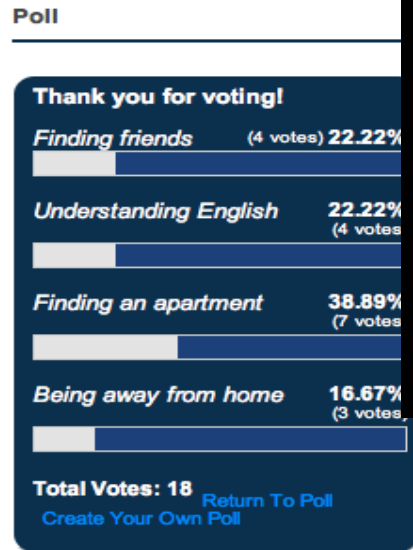 Poll
Thank you for voting!
Finding friends (4 votes) 22.22%
Understanding English 22.22%
(4 votes
Finding an apartment 38.89%
(7 votes
Being away from home 16.67%
(3 votes)
Total Votes: 18 Return To Poll
Create Your Own Poll